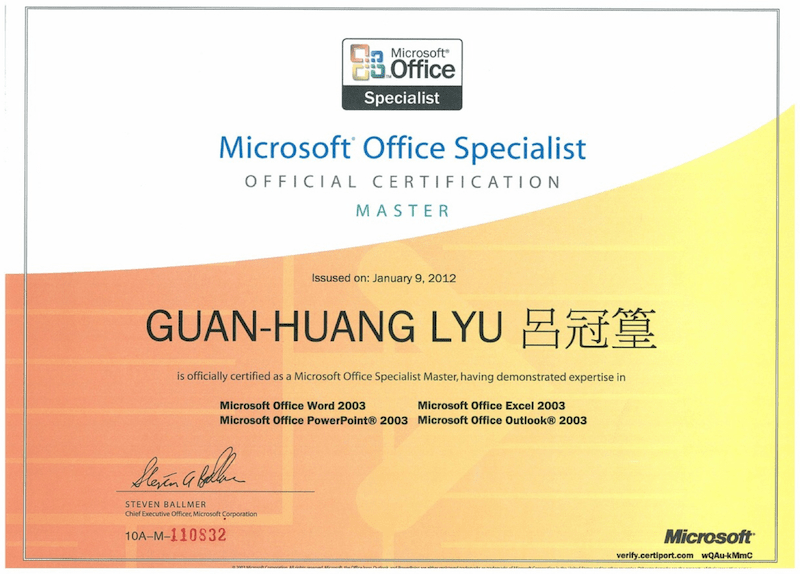 Microsoft®
Office
Specialist
Microsoft® Office Specialist
OFFICIAL CERTIFICATION
MASTER
Issused on: January 9, 2012
GUAN-HUANG LYU 呂冠篁
is officially certified as a Microsoft Office Specialist Master, having demonstrated expertise in
Microsoft Office Word 2003 Microsoft Office Excel 2003
Microsoft Office PowerPoint® 2003 Microsoft Office Outlook® 2003
Steven A Ballmer
STEVEN BALLMER
Chief Executive Officer, Microsoft Corporation
10A-M-110832
Microsoft®
verify.certiport.com wQAu-kMmC